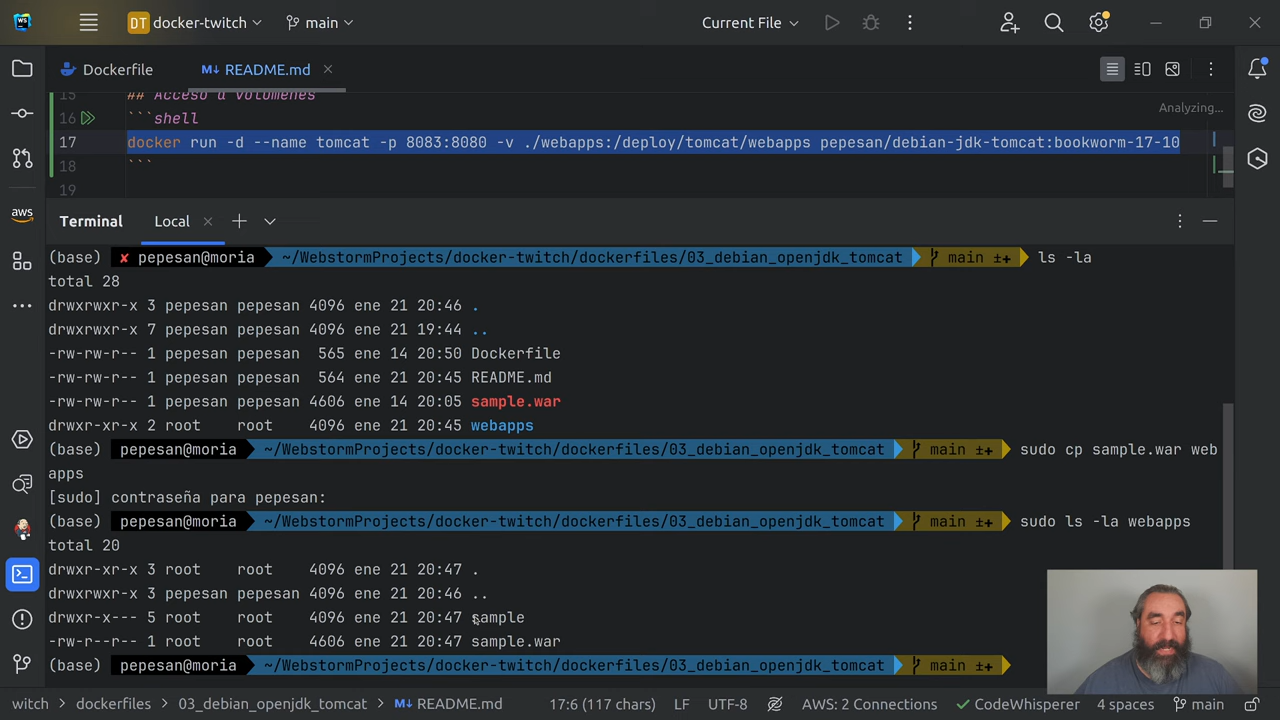 WS
DT docker-twitch
main
Current File
Dockerfile
M↓ README.md
15 ## Acceso a volúmenes
16 ```shell
Analyzing...
17 docker run -d --name tomcat -p 8083:8080 -v ./webapps:/deploy/tomcat/webapps pepesan/debian-jdk-tomcat:bookworm-17-10
18 ```
19
aws
Terminal Local
(base) ✘ pepesan@moria ~/WebstormProjects/docker-twitch/dockerfiles/03_debian_openjdk_tomcat main ±+ ls -la
total 28
drwxrwxr-x 3 pepesan pepesan 4096 ene 21 20:46 .
drwxrwxr-x 7 pepesan pepesan 4096 ene 21 19:44 ..
-rw-rw-r-- 1 pepesan pepesan 565 ene 14 20:50 Dockerfile
-rw-rw-r-- 1 pepesan pepesan 564 ene 21 20:45 README.md
-rw-rw-r-- 1 pepesan pepesan 4606 ene 14 20:05 sample.war
drwxr-xr-x 2 root root 4096 ene 21 20:45 webapps
(base) pepesan@moria ~/WebstormProjects/docker-twitch/dockerfiles/03_debian_openjdk_tomcat main ±+ sudo cp sample.war web
apps
[sudo] contraseña para pepesan:
(base) pepesan@moria ~/WebstormProjects/docker-twitch/dockerfiles/03_debian_openjdk_tomcat main ±+ sudo ls -la webapps
total 20
drwxr-xr-x 3 root root 4096 ene 21 20:47 .
drwxrwxr-x 3 pepesan pepesan 4096 ene 21 20:46 ..
drwxr-x--- 5 root root 4096 ene 21 20:47 sample
-rw-r--r-- 1 root root 4606 ene 21 20:47 sample.war
(base) pepesan@moria ~/WebstormProjects/docker-twitch/dockerfiles/03_debian_openjdk_tomcat main ±+
witch > dockerfiles > 03_debian_openjdk_tomcat > M↓ README.md 17:6 (117 chars) LF UTF-8 AWS: 2 Connections CodeWhisperer 4 spaces main